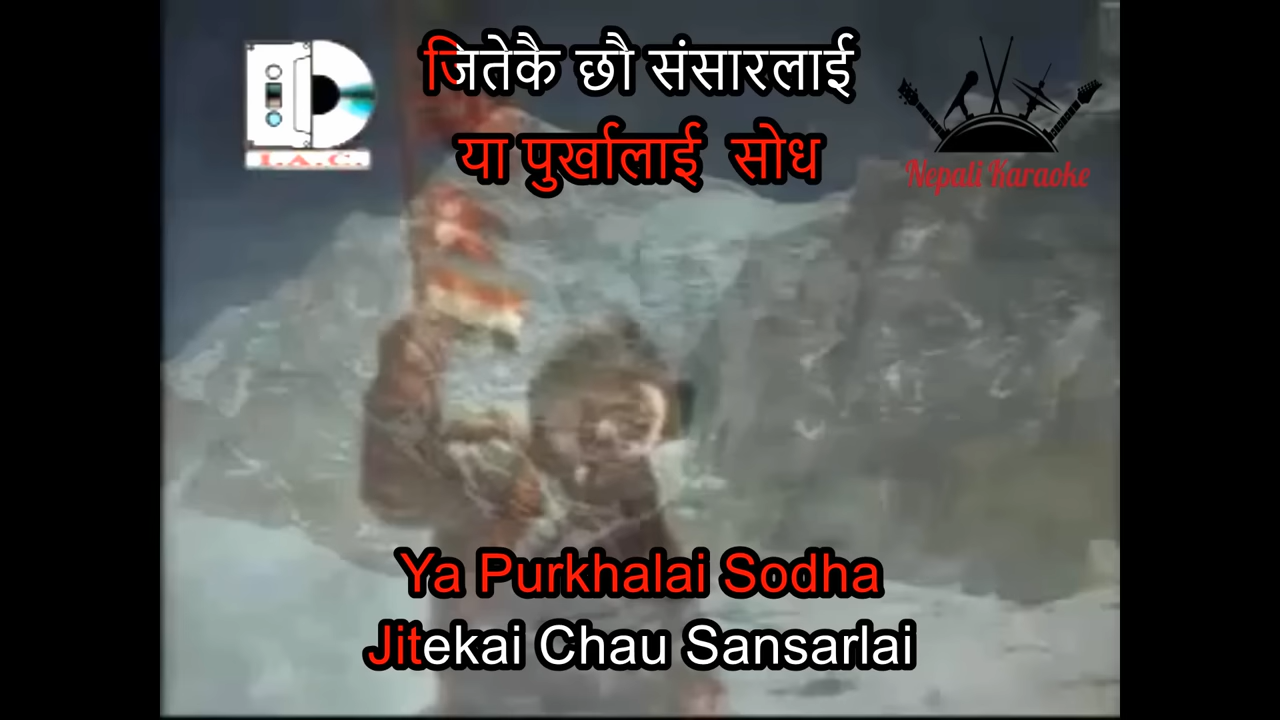 जितेकै छौ संसारलाई
या पुर्खालाई सोध
I.A.C.
Nepali Karaoke
Ya Purkhalai Sodha
Jitekai Chau Sansarlai